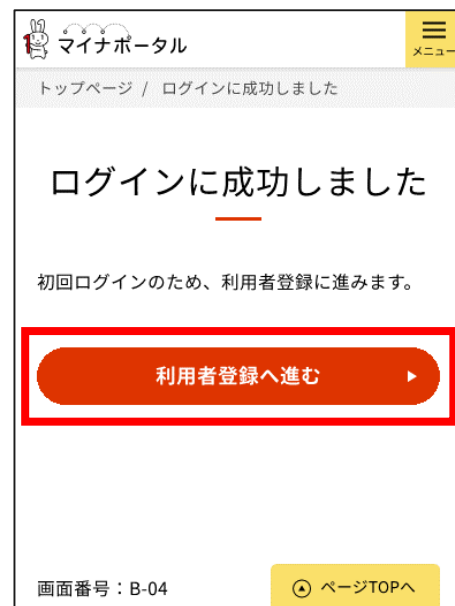 マイナポータル
メニュー
トップページ / ログインに成功しました
ログインに成功しました
初回ログインのため、利用者登録に進みます。
利用者登録へ進む
画面番号：B-04
ページTOPへ